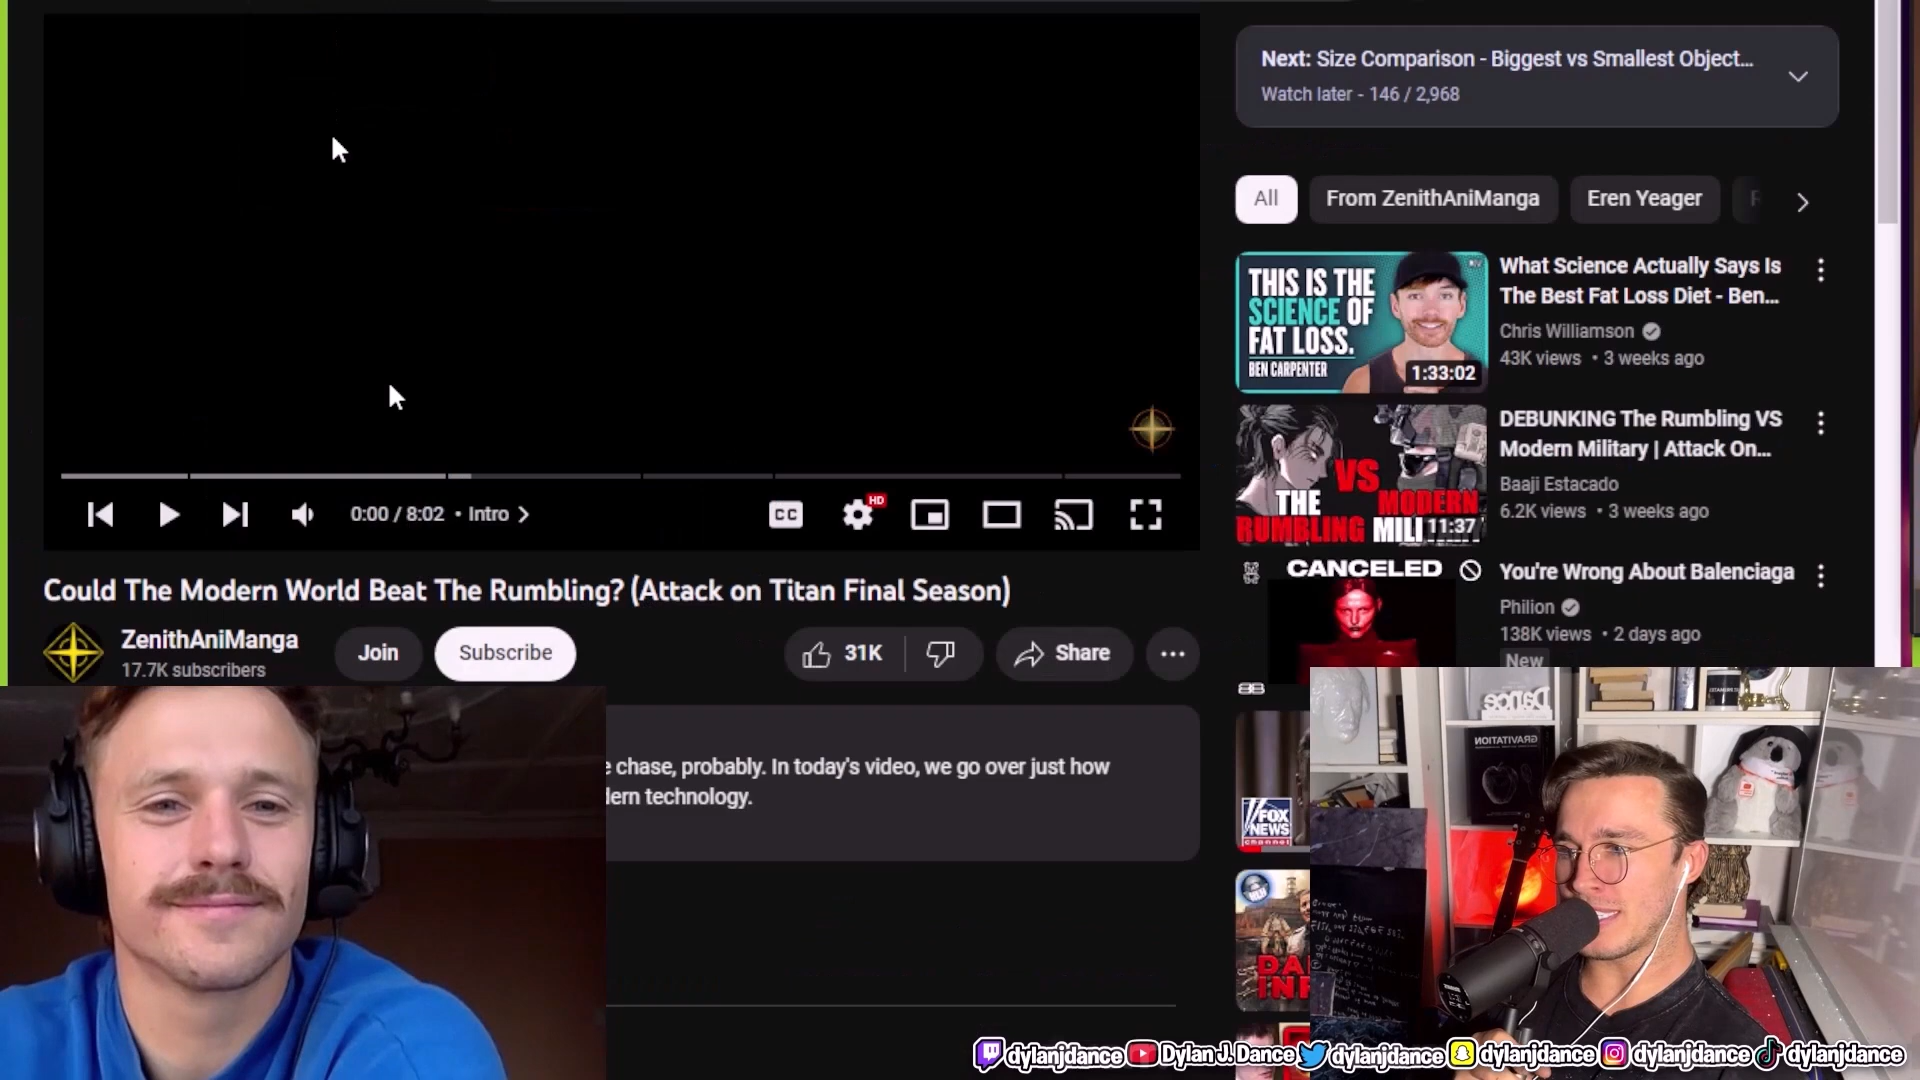 Next: Size Comparison - Biggest vs Smallest Object...
Watch later - 146 / 2,968
All
From ZenithAniManga
Eren Yeager
THIS IS THE
SCIENCE OF
FAT LOSS.
BEN CARPENTER
1:33:02
What Science Actually Says Is
The Best Fat Loss Diet - Ben...
Chris Williamson
43K views • 3 weeks ago
VS
THE MODERN
RUMBLING MILI
11:37
DEBUNKING The Rumbling VS
Modern Military | Attack On...
Baaji Estacado
6.2K views • 3 weeks ago
CANCELED
You're Wrong About Balenciaga
Philion
138K views • 2 days ago
New
0:00 / 8:02 • Intro
CC
HD
Could The Modern World Beat The Rumbling? (Attack on Titan Final Season)
ZenithAniManga
17.7K subscribers
Join
Subscribe
31K
Share
e chase, probably. In today's video, we go over just how
lern technology.
FOX
NEWS
channel
DA
INF
Dance
GRAVITATION
dylanjdance
Dylan J. Dance
dylanjdance
dylanjdance
dylanjdance
dylanjdance